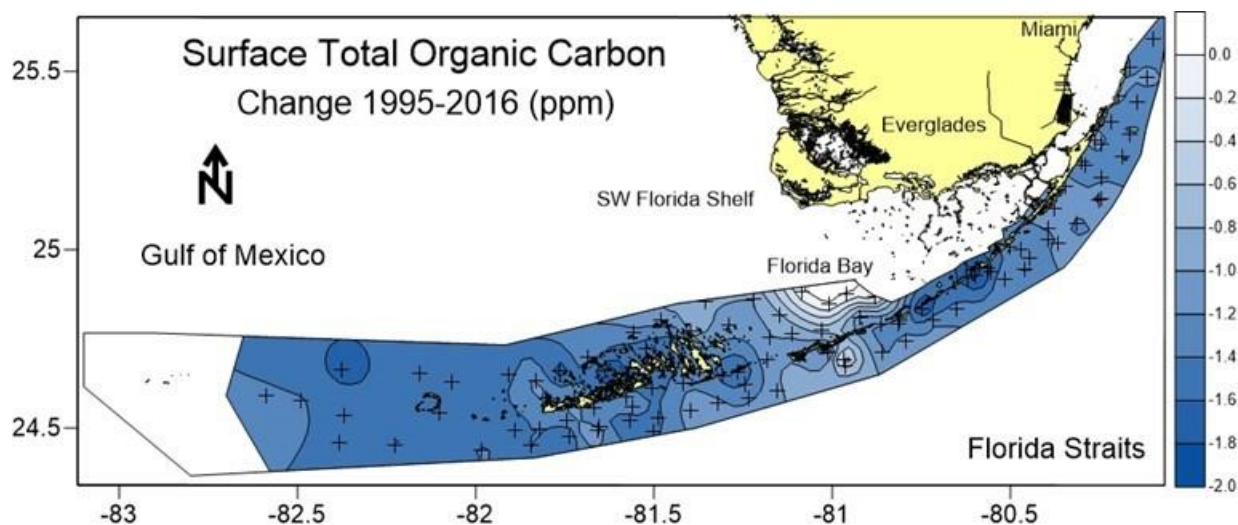 Surface Total Organic Carbon
Change 1995-2016 (ppm)
N
Miami
Everglades
SW Florida Shelf
Gulf of Mexico
Florida Bay
Florida Straits
25.5
25
24.5
-83
-82.5
-82
-81.5
-81
-80.5
0.0
-0.2
-0.4
-0.6
-0.8
-1.0
-1.2
-1.4
-1.6
-1.8
-2.0